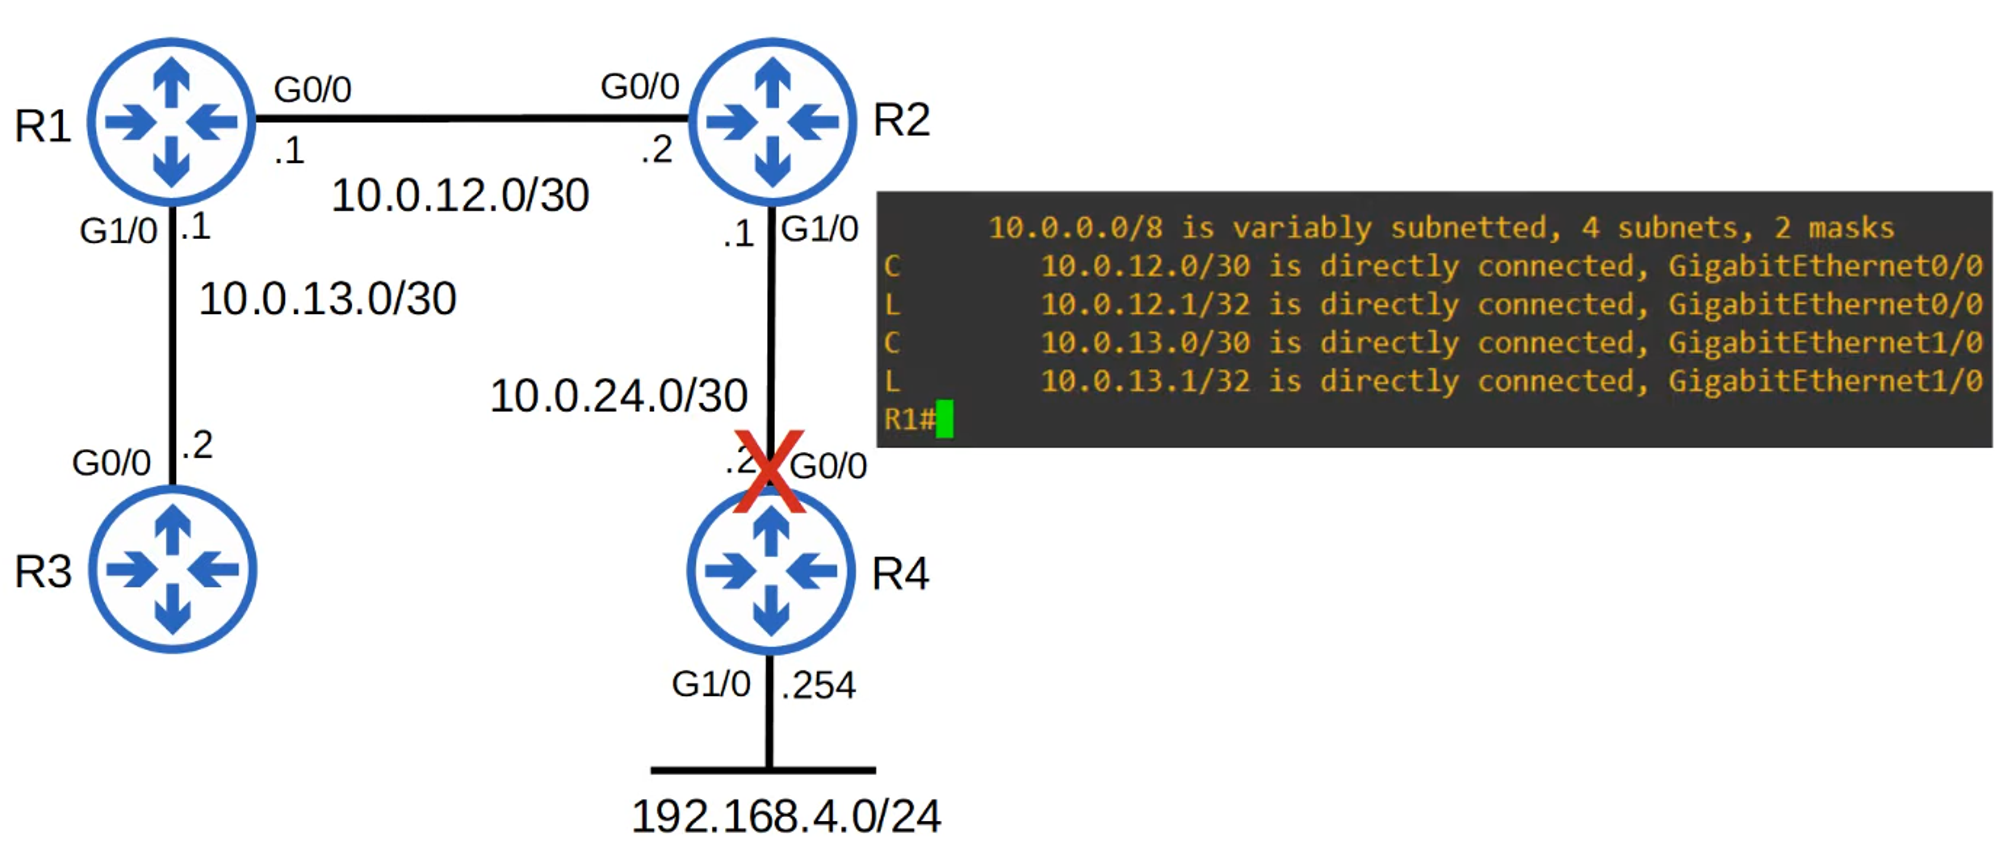 G0/0
G0/0
R1
R2
.1
.2
10.0.12.0/30
G1/0
.1
.1
G1/0
10.0.13.0/30
10.0.24.0/30
.2
G0/0
.2
G0/0
R3
R4
G1/0
.254
192.168.4.0/24
10.0.0.0/8 is variably subnetted, 4 subnets, 2 masks
C 10.0.12.0/30 is directly connected, GigabitEthernet0/0
L 10.0.12.1/32 is directly connected, GigabitEthernet0/0
C 10.0.13.0/30 is directly connected, GigabitEthernet1/0
L 10.0.13.1/32 is directly connected, GigabitEthernet1/0
R1#